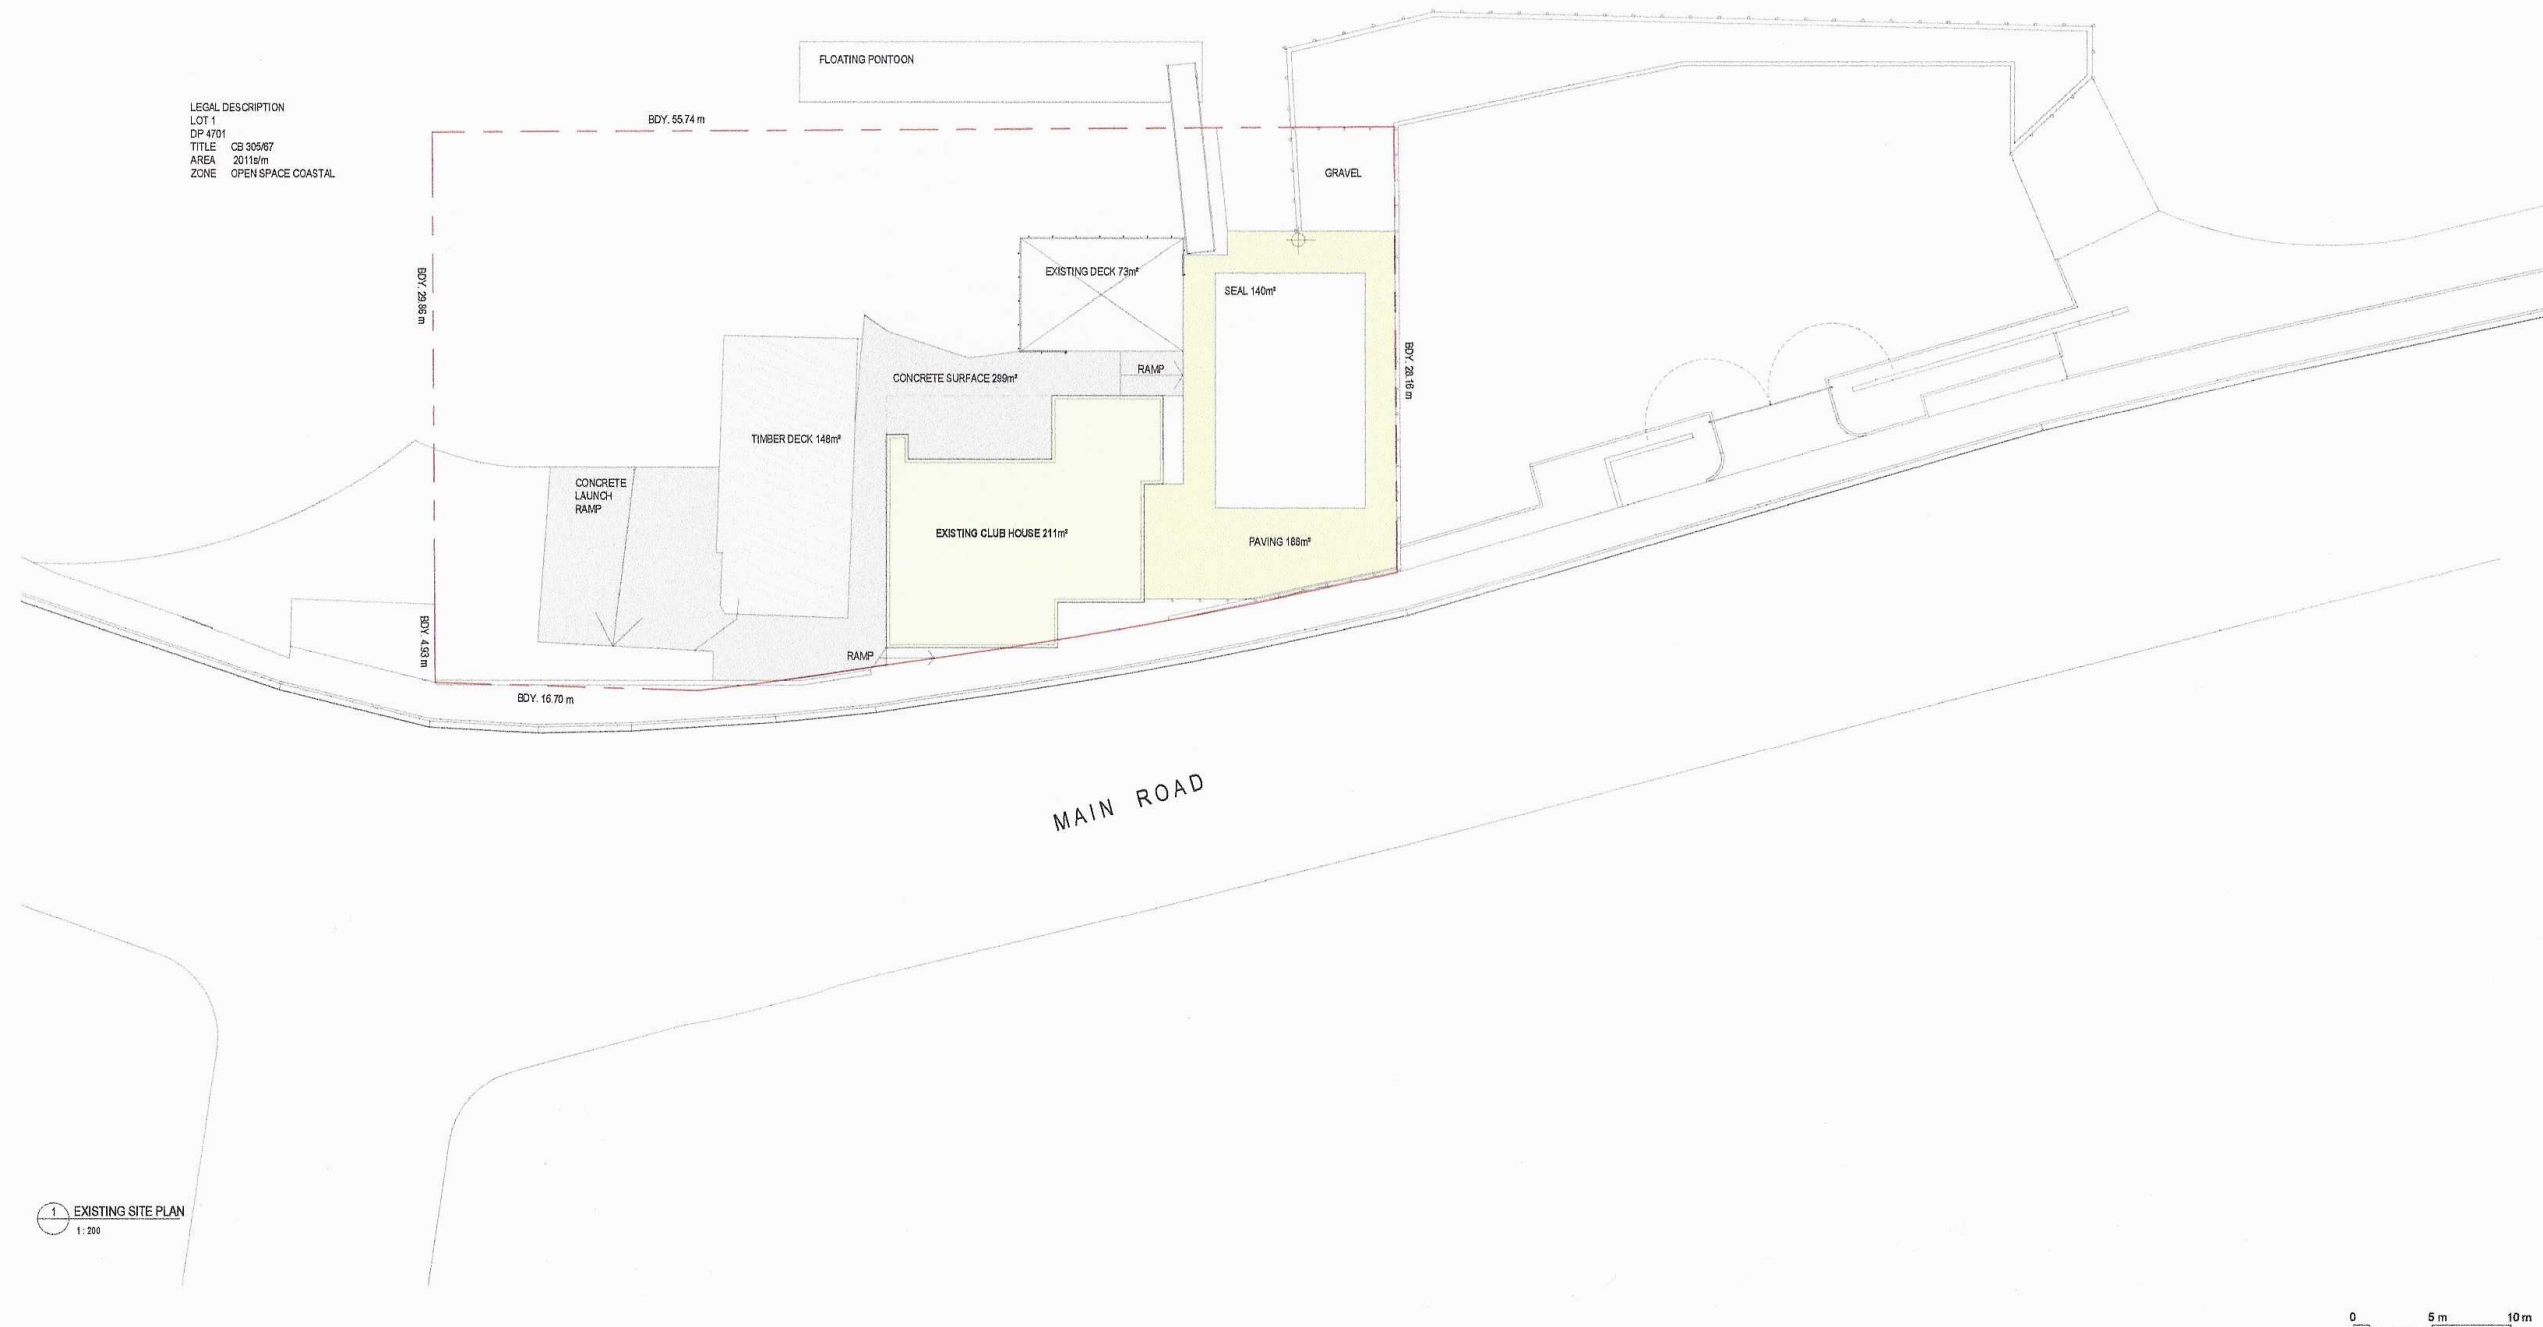 FLOATING PONTOON
LEGAL DESCRIPTION
LOT 1
DP 4701
TITLE CB 305/67
AREA 2011s/m
ZONE OPEN SPACE COASTAL
BDY. 55.74 m
GRAVEL
BDY. 29.86 m
EXISTING DECK 73m²
SEAL 140m²
BDY. 28.16 m
RAMP
CONCRETE SURFACE 299m²
TIMBER DECK 148m²
CONCRETE
LAUNCH
RAMP
EXISTING CLUB HOUSE 211m²
PAVING 188m²
BDY. 4.93 m
RAMP
BDY. 16.70 m
MAIN ROAD
1 EXISTING SITE PLAN
1 : 200
0 5 m 10 m